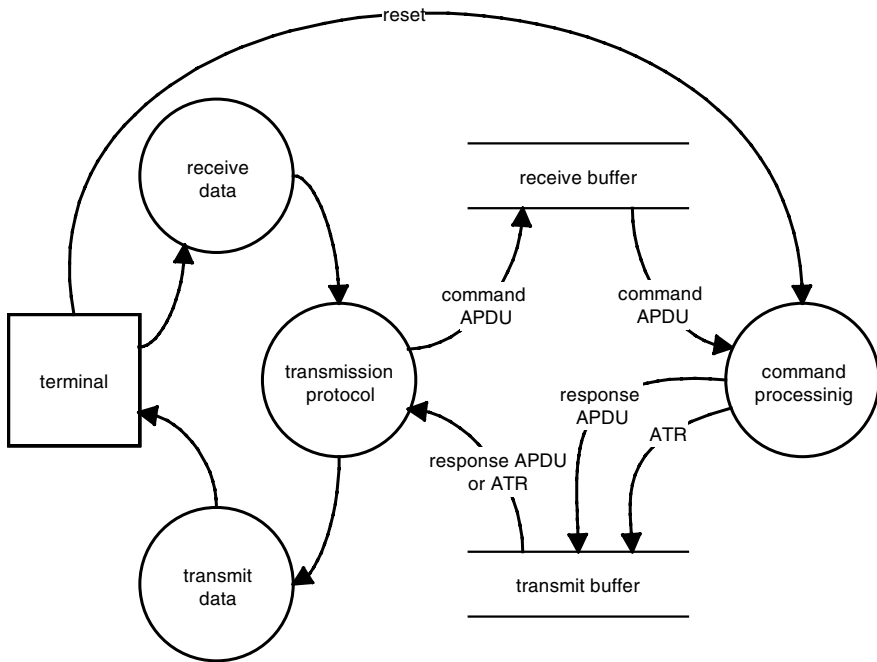 reset
receive
data
receive buffer
command
APDU
command
APDU
terminal
transmission
protocol
command
processinig
response
APDU
ATR
response APDU
or ATR
transmit
data
transmit buffer